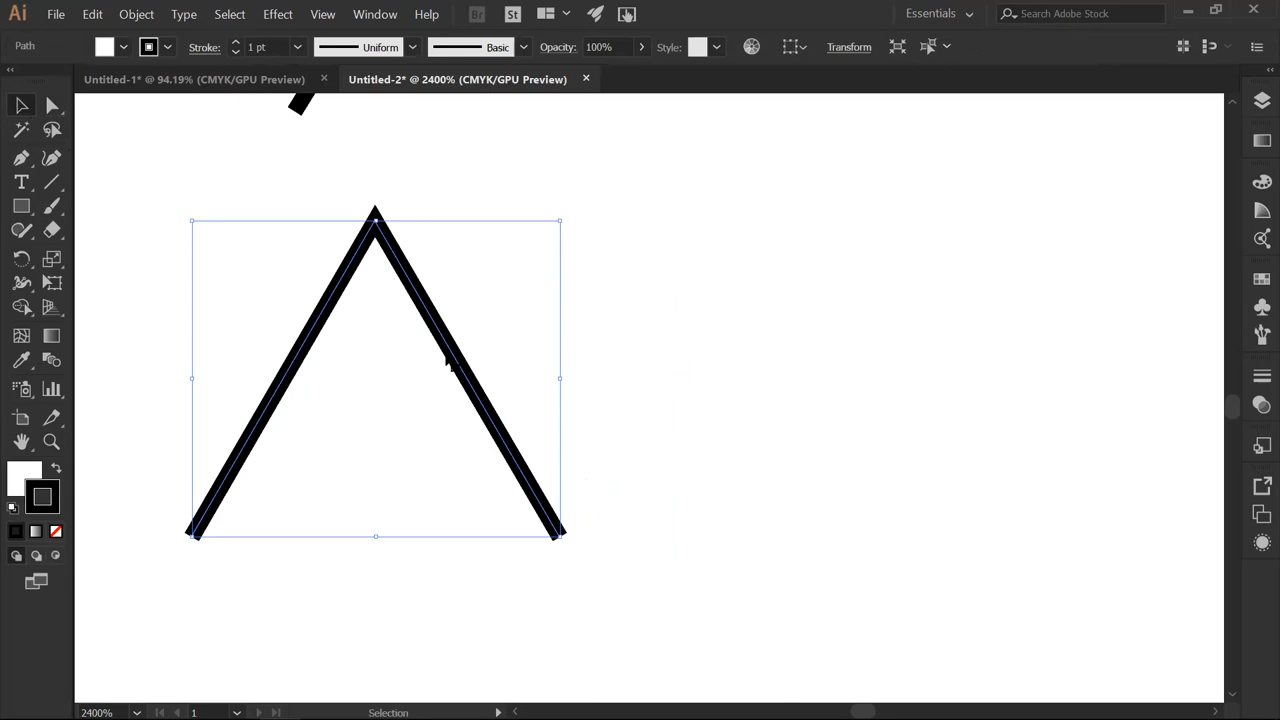 Ai File Edit Object Type Select Effect View Window Help Br St Essentials Search Adobe Stock
Path Stroke: 1 pt Uniform Basic Opacity: 100% Style: Transform
Untitled-1* @ 94.19% (CMYK/GPU Preview) Untitled-2* @ 2400% (CMYK/GPU Preview)
2400% 1 Selection